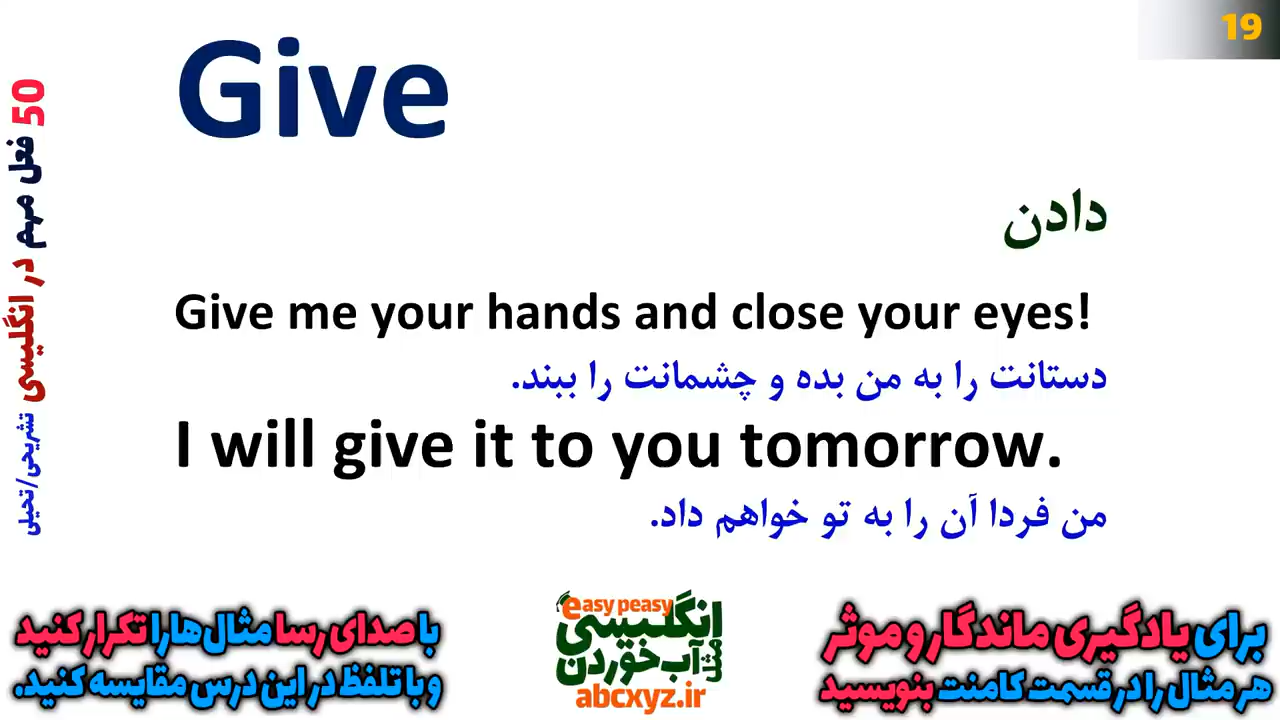 19
Give
دادن
Give me your hands and close your eyes!
دستانت را به من بده و چشمانت را ببند.
I will give it to you tomorrow.
من فردا آن را به تو خواهم داد.
50 فعل مهم در انگلیسی تشریحی/تحیلی
برای یادگیری ماندگار و موثر
هر مثال را در قسمت کامنت بنویسید
easy peasy
انگلیسی
مثل
آب خوردن
abcxyz.ir
با صدای رسا مثال‌ها را تکرار کنید
و با تلفظ در این درس مقایسه کنید.